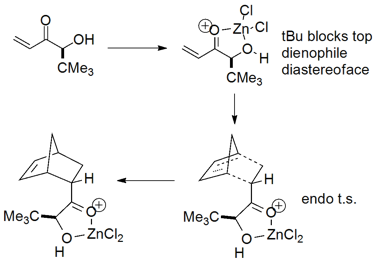 O
OH
CMe3
Cl
⊕O Zn Cl
O H
CMe3
tBu blocks top
dienophile
diastereoface
H
Me3C O⊕
O ZnCl2
H
H
Me3C O⊕
O ZnCl2
H
endo t.s.